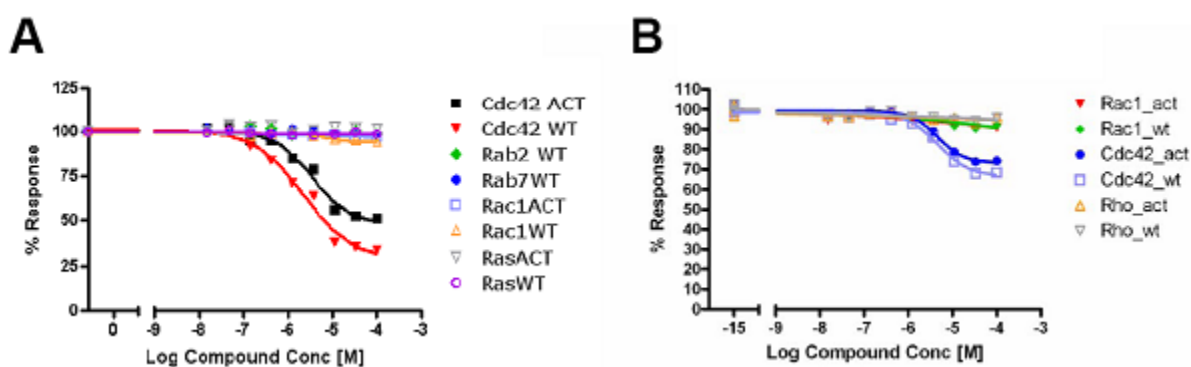 A
B
% Response
125
100
75
50
25
0
0
-9
-8
-7
-6
-5
-4
-3
Log Compound Conc [M]
Cdc42 ACT
Cdc42 WT
Rab2 WT
Rab7WT
Rac1ACT
Rac1WT
RasACT
RasWT
% Response
110
100
90
80
70
60
50
40
30
20
10
0
-15
-9
-8
-7
-6
-5
-4
-3
Log Compound Conc [M]
Rac1_act
Rac1_wt
Cdc42_act
Cdc42_wt
Rho_act
Rho_wt